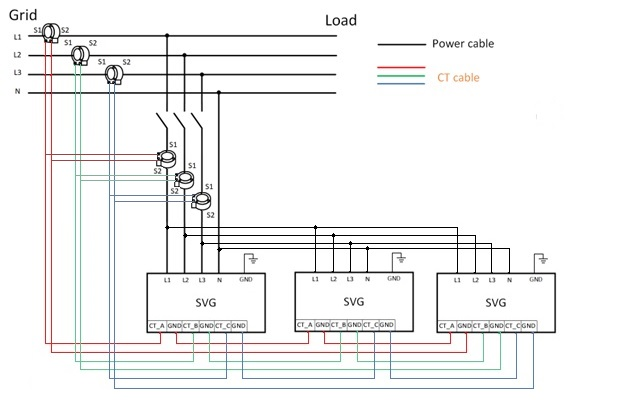 Grid
Load
S1 S2
L1
S1 S2
Power cable
L2
S1 S2
L3
CT cable
N
S1
S2
S1
S2
S1
S2
L1 L2 L3 N GND
L1 L2 L3 N GND
L1 L2 L3 N GND
SVG
SVG
SVG
CT_A GND CT_B GND CT_C GND
CT_A GND CT_B GND CT_C GND
CT_A GND CT_B GND CT_C GND